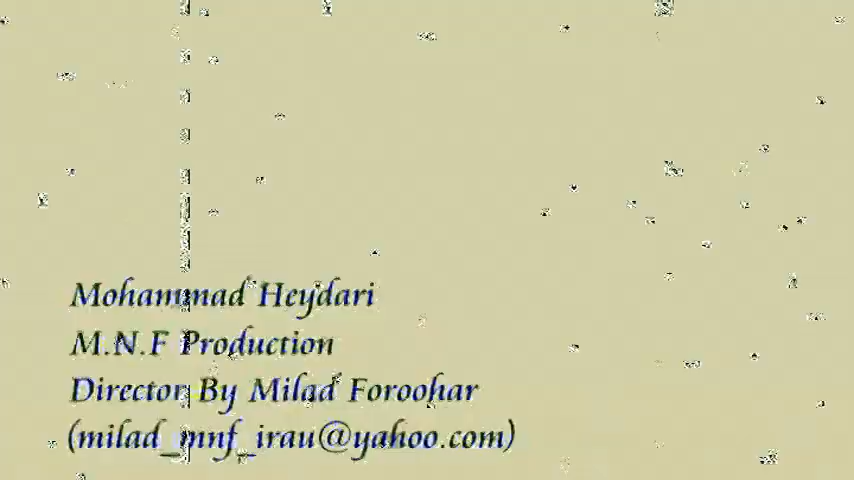 Mohammad Heydari
M.N.F Production
Director By Milad Foroohar
(milad_mnf_irau@yahoo.com)